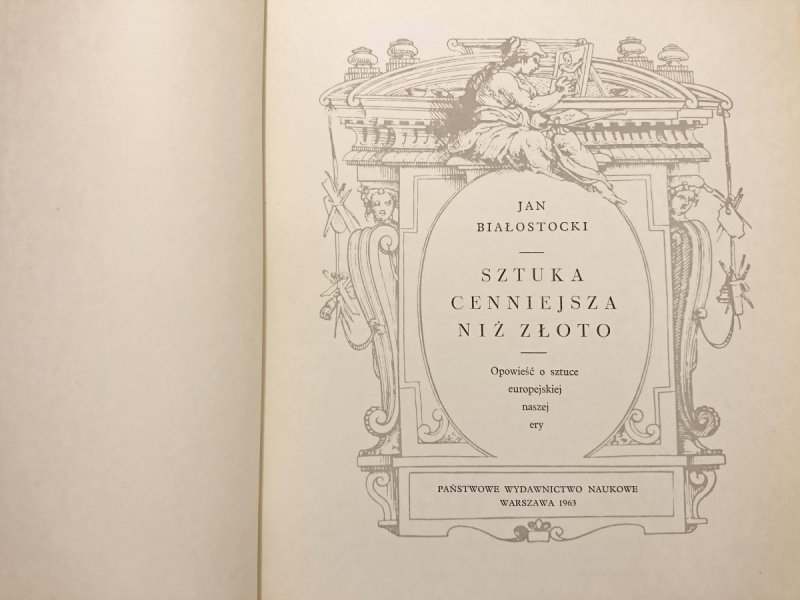 JAN
BIAŁOSTOCKI
SZTUKA
CENNIEJSZA
NIŻ ZŁOTO
Opowieść o sztuce
europejskiej
naszej
ery
PAŃSTWOWE WYDAWNICTWO NAUKOWE
WARSZAWA 1963